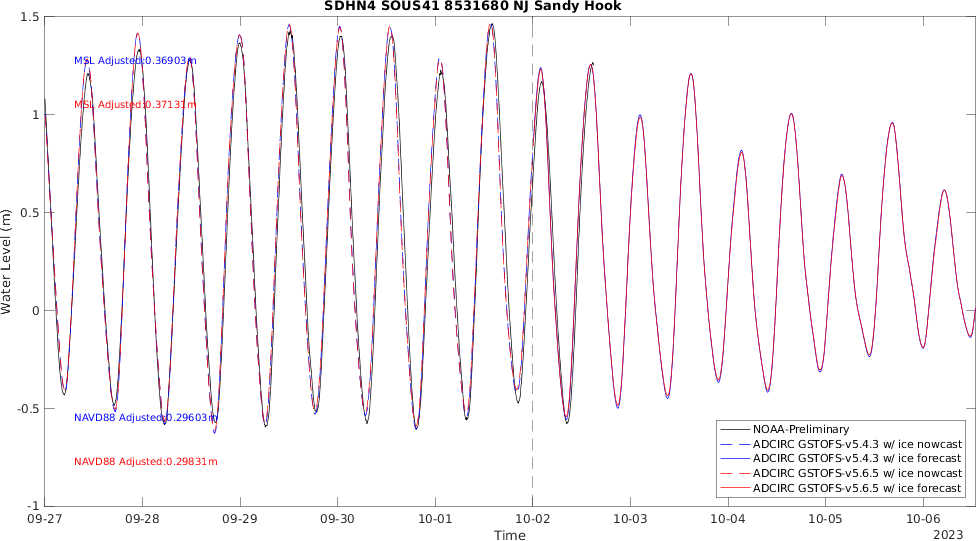 SDHN4 SOUS41 8531680 NJ Sandy Hook
1.5
1
0.5
0
-0.5
-1
Water Level (m)
MSL Adjusted:0.36903m
MSL Adjusted:0.37131m
NAVD88 Adjusted:0.29603m
NAVD88 Adjusted:0.29831m
NOAA-Preliminary
ADCIRC GSTOFS-v5.4.3 w/ ice nowcast
ADCIRC GSTOFS-v5.4.3 w/ ice forecast
ADCIRC GSTOFS-v5.6.5 w/ ice nowcast
ADCIRC GSTOFS-v5.6.5 w/ ice forecast
09-27 09-28 09-29 09-30 10-01 10-02 10-03 10-04 10-05 10-06
Time
2023